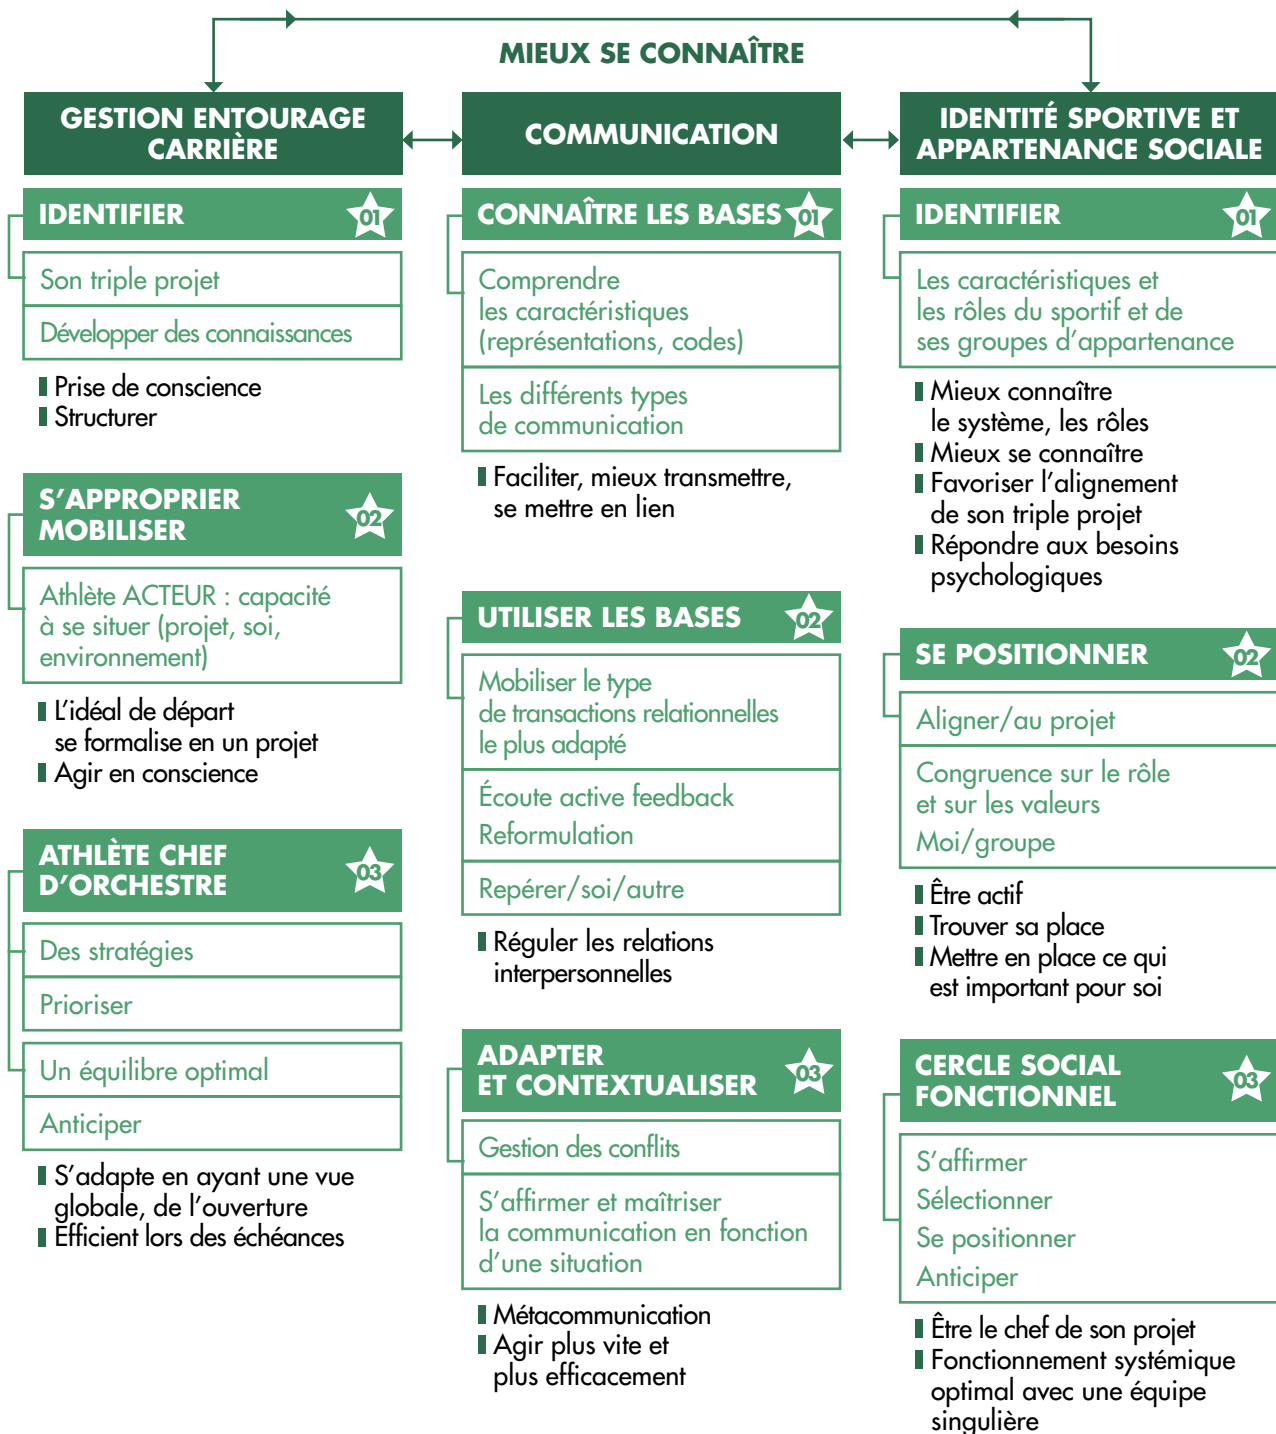 MIEUX SE CONNAÎTRE
GESTION ENTOURAGE
CARRIÈRE
IDENTIFIER
01
Son triple projet
Développer des connaissances
Prise de conscience
Structurer
S'APPROPRIER
MOBILISER
02
Athlète ACTEUR : capacité
à se situer (projet, soi,
environnement)
L'idéal de départ
se formalise en un projet
Agir en conscience
ATHLÈTE CHEF
D'ORCHESTRE
03
Des stratégies
Prioriser
Un équilibre optimal
Anticiper
S'adapte en ayant une vue
globale, de l'ouverture
Efficient lors des échéances
COMMUNICATION
CONNAÎTRE LES BASES
01
Comprendre
les caractéristiques
(représentations, codes)
Les différents types
de communication
Faciliter, mieux transmettre,
se mettre en lien
UTILISER LES BASES
02
Mobiliser le type
de transactions relationnelles
le plus adapté
Écoute active feedback
Reformulation
Repérer/soi/autre
Réguler les relations
interpersonnelles
ADAPTER
ET CONTEXTUALISER
03
Gestion des conflits
S'affirmer et maîtriser
la communication en fonction
d'une situation
Métacommunication
Agir plus vite et
plus efficacement
IDENTITÉ SPORTIVE ET
APPARTENANCE SOCIALE
IDENTIFIER
01
Les caractéristiques et
les rôles du sportif et de
ses groupes d'appartenance
Mieux connaître
le système, les rôles
Mieux se connaître
Favoriser l'alignement
de son triple projet
Répondre aux besoins
psychologiques
SE POSITIONNER
02
Aligner/au projet
Congruence sur le rôle
et sur les valeurs
Moi/groupe
Être actif
Trouver sa place
Mettre en place ce qui
est important pour soi
CERCLE SOCIAL
FONCTIONNEL
03
S'affirmer
Sélectionner
Se positionner
Anticiper
Être le chef de son projet
Fonctionnement systémique
optimal avec une équipe
singulière